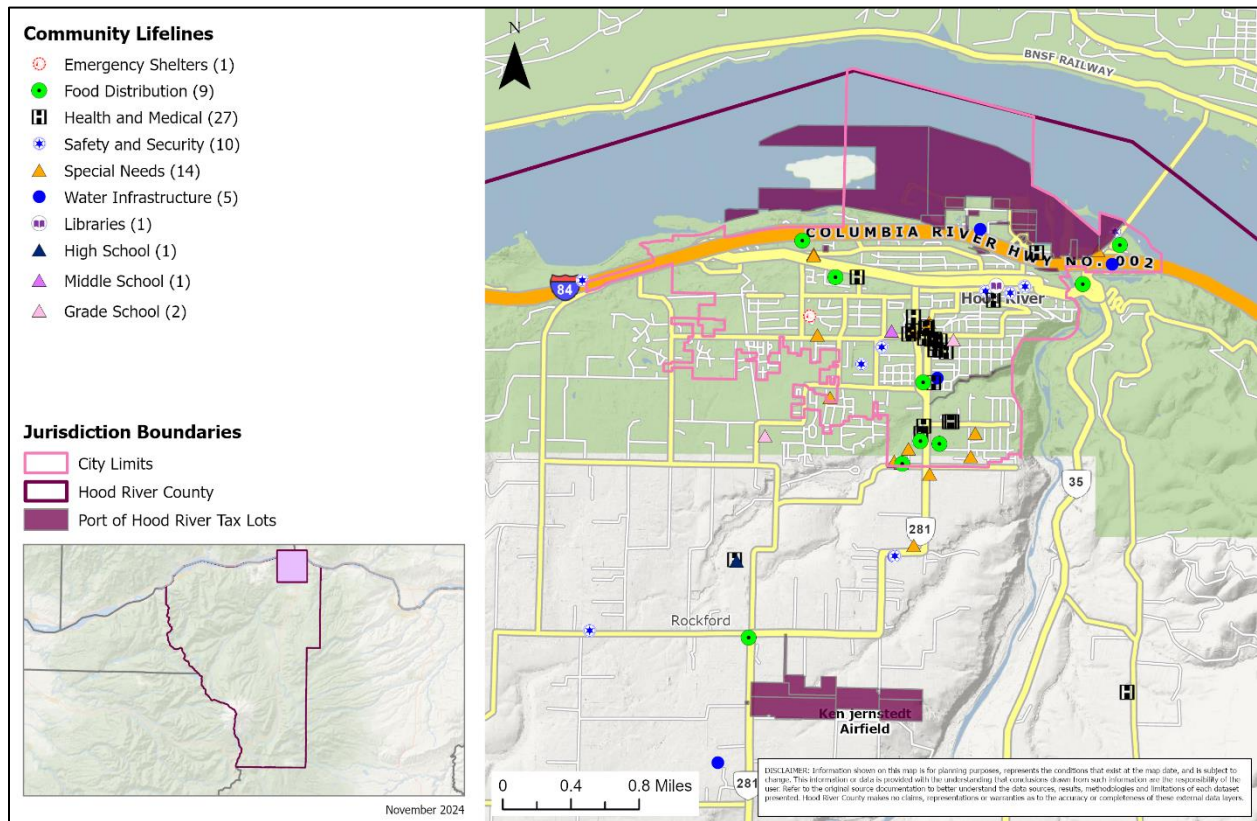 Community Lifelines
Emergency Shelters (1)
Food Distribution (9)
Health and Medical (27)
Safety and Security (10)
Special Needs (14)
Water Infrastructure (5)
Libraries (1)
High School (1)
Middle School (1)
Grade School (2)
Jurisdiction Boundaries
City Limits
Hood River County
Port of Hood River Tax Lots
November 2024
N
BNSF RAILWAY
COLUMBIA RIVER HWY NO. 002
84
Hood River
35
281
Rockford
Ken Jernstedt
Airfield
281
0 0.4 0.8 Miles
DISCLAIMER: Information shown on this map is for planning purposes, represents the conditions that exist at the map date, and is subject to
change. This information or data is provided with the understanding that conclusions drawn from such information are the responsibility of the
user. Refer to the original source documentation to better understand the data sources, results, methodologies and limitations of each dataset
presented. Hood River County makes no claims, representations or warranties as to the accuracy or completeness of these external data layers.